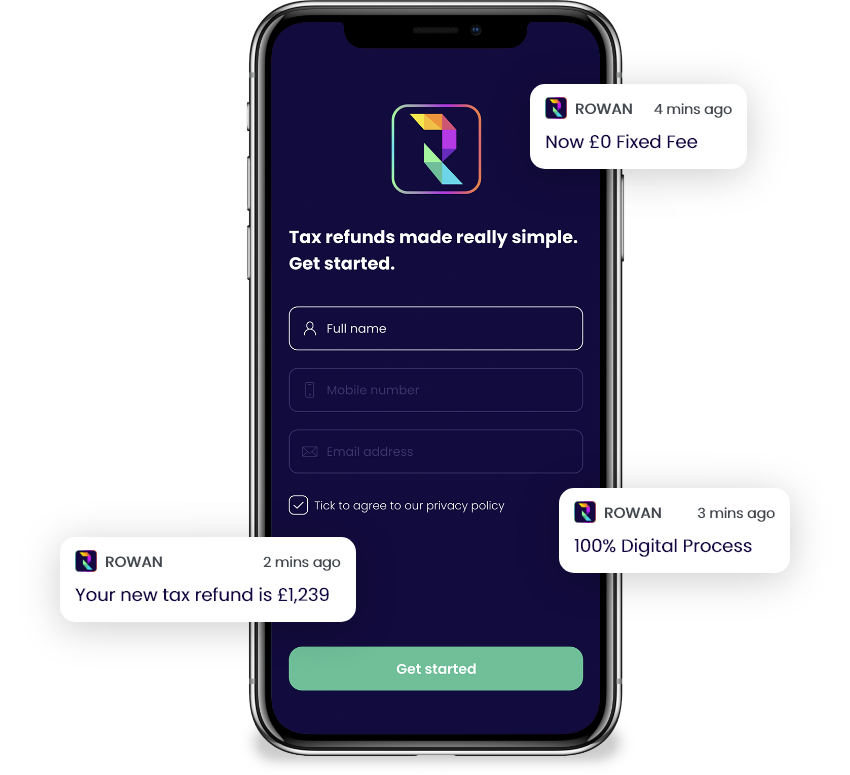 ROWAN 4 mins ago
Now £0 Fixed Fee
Tax refunds made really simple.
Get started.
Full name
Mobile number
Email address
Tick to agree to our privacy policy
ROWAN 3 mins ago
100% Digital Process
ROWAN 2 mins ago
Your new tax refund is £1,239
Get started